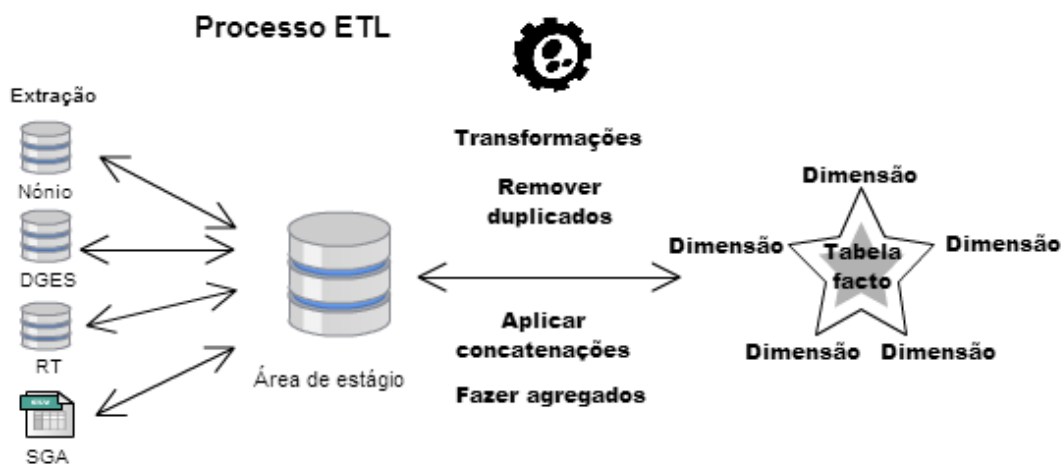 Processo ETL
Extração
Nónio
DGES
RT
SGA
Área de estágio
Transformações
Remover
duplicados
Aplicar
concatenações
Fazer agregados
Dimensão
Dimensão
Dimensão
Tabela
facto
Dimensão
Dimensão